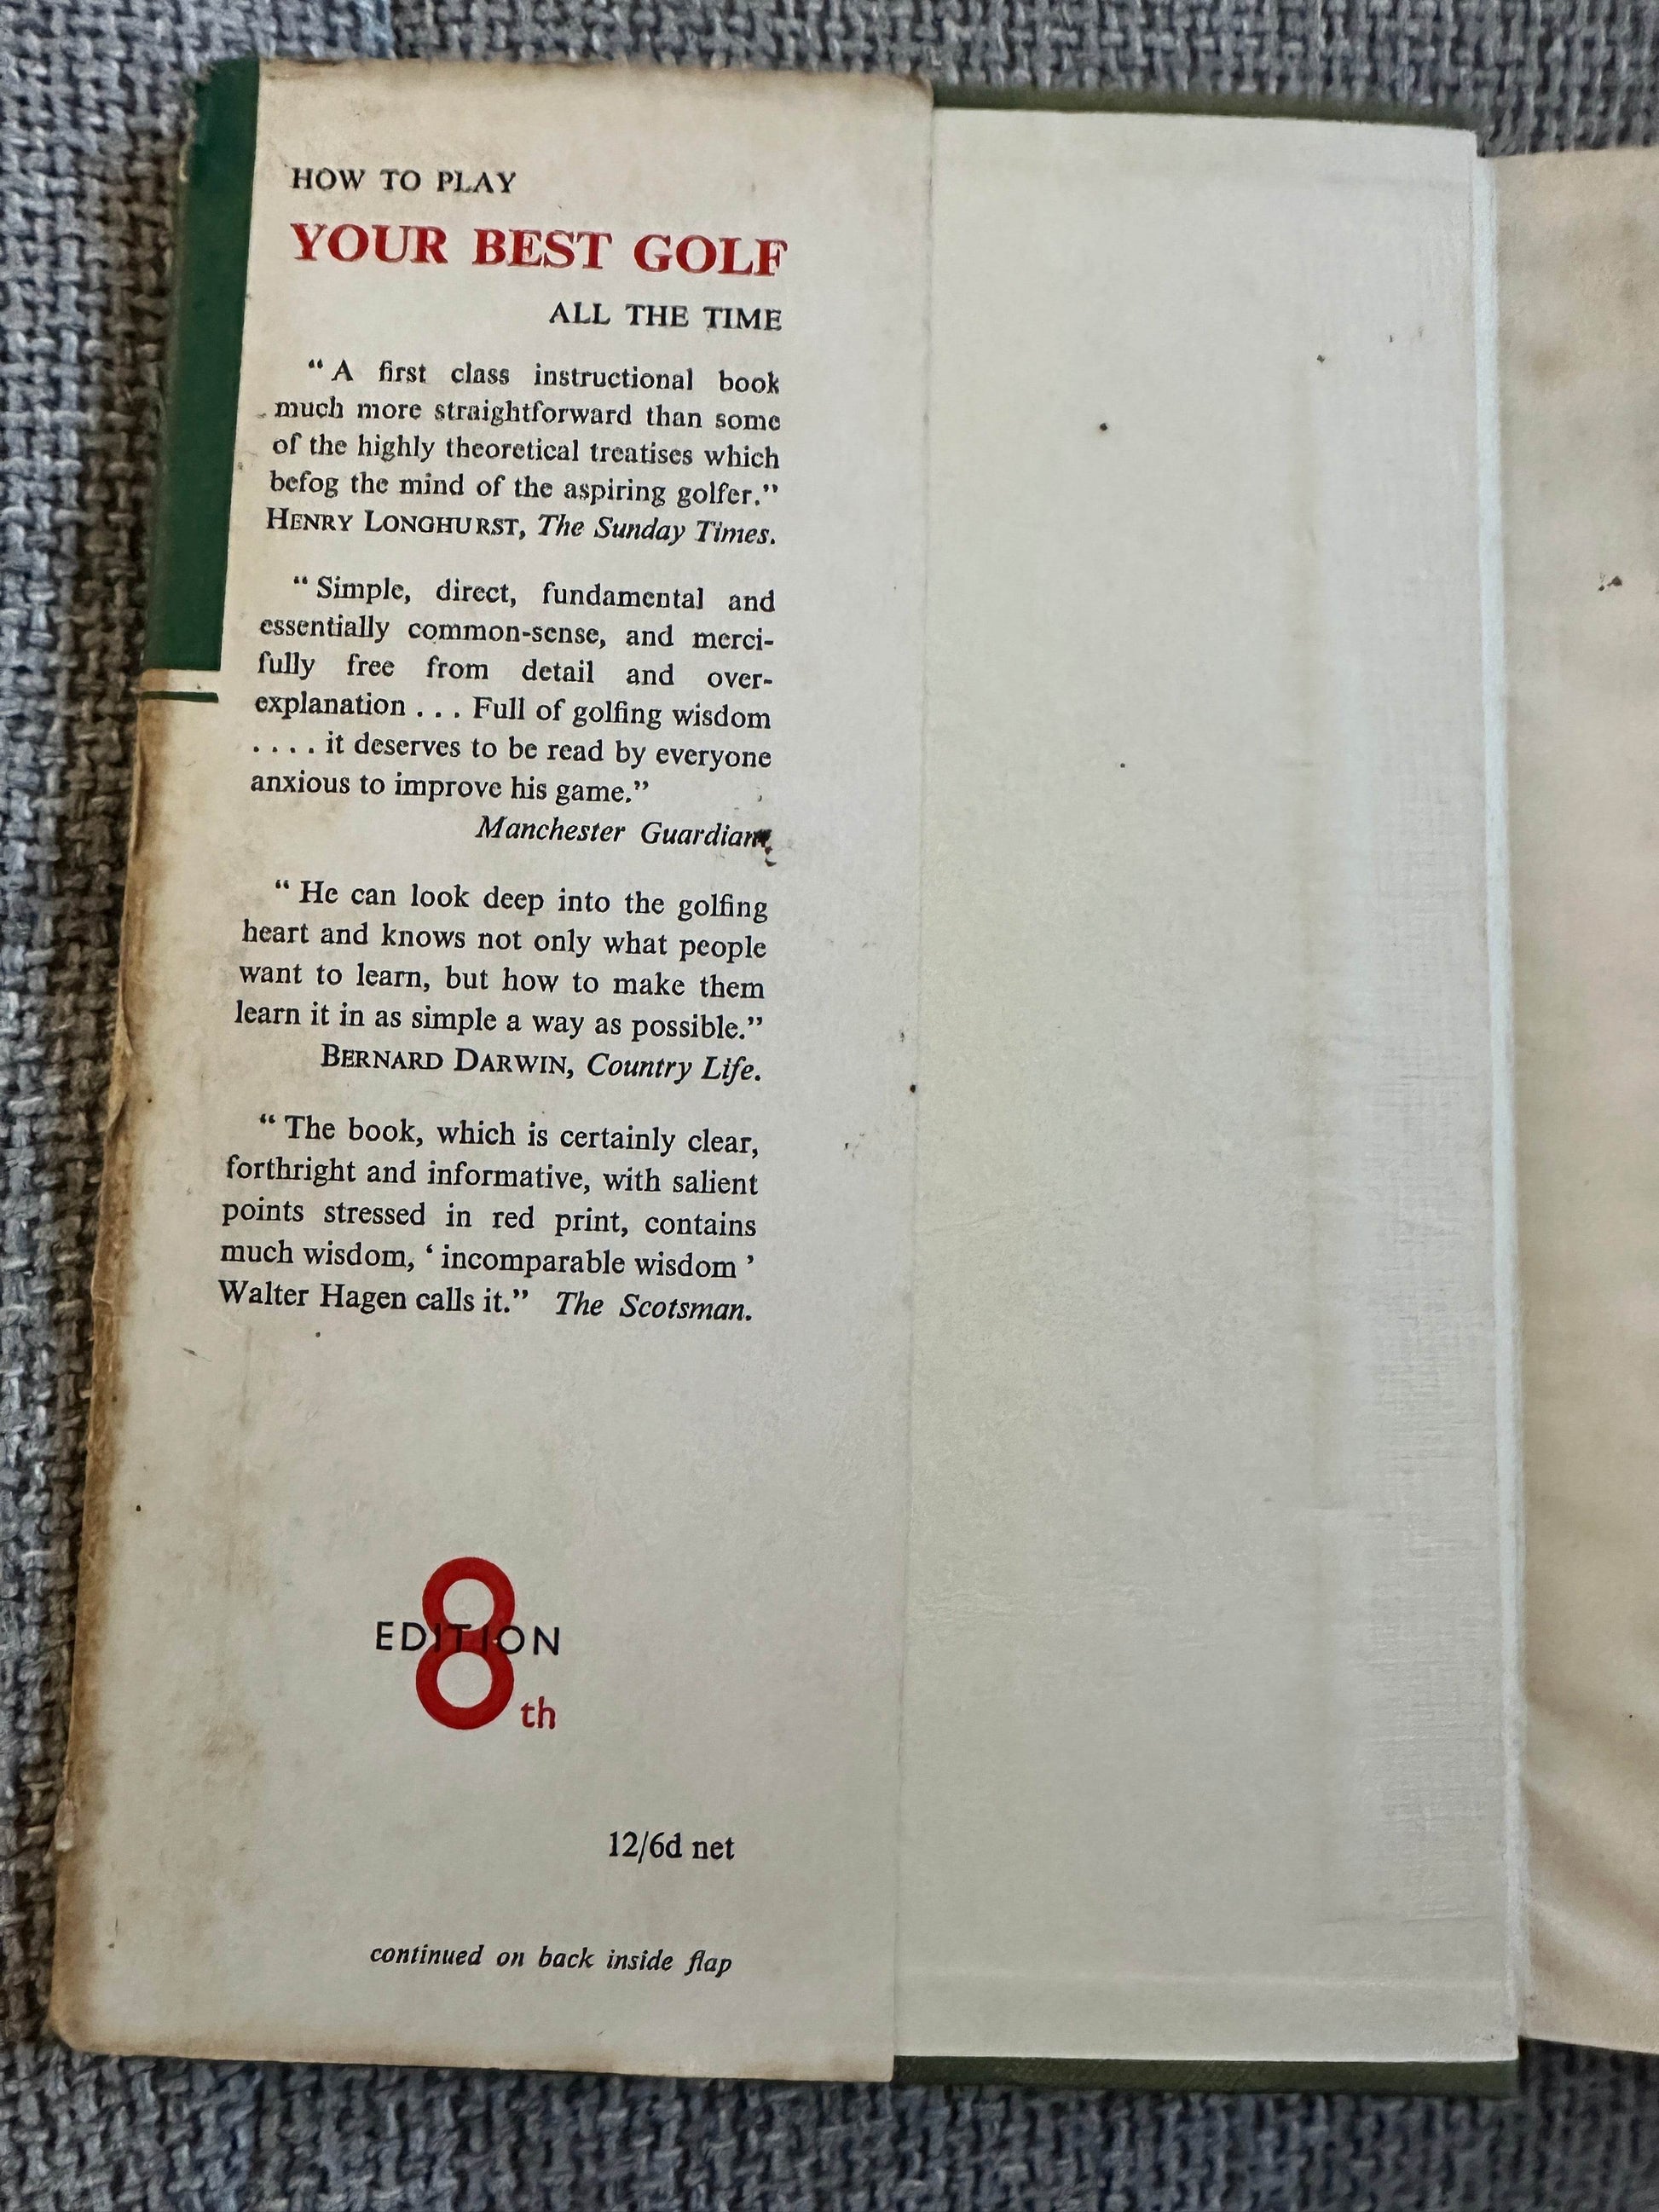 HOW TO PLAY
YOUR BEST GOLF
ALL THE TIME
“ A first class instructional book
much more straightforward than some
of the highly theoretical treatises which
befog the mind of the aspiring golfer.”
HENRY LONGHURST, The Sunday Times.
“ Simple, direct, fundamental and
essentially common-sense, and merci-
fully free from detail and over-
explanation . . . Full of golfing wisdom
. . . . it deserves to be read by everyone
anxious to improve his game.”
Manchester Guardian.
“ He can look deep into the golfing
heart and knows not only what people
want to learn, but how to make them
learn it in as simple a way as possible.”
BERNARD DARWIN, Country Life.
“ The book, which is certainly clear,
forthright and informative, with salient
points stressed in red print, contains
much wisdom, ‘ incomparable wisdom ’
Walter Hagen calls it.” The Scotsman.
8
EDITION
th
12/6d net
continued on back inside flap